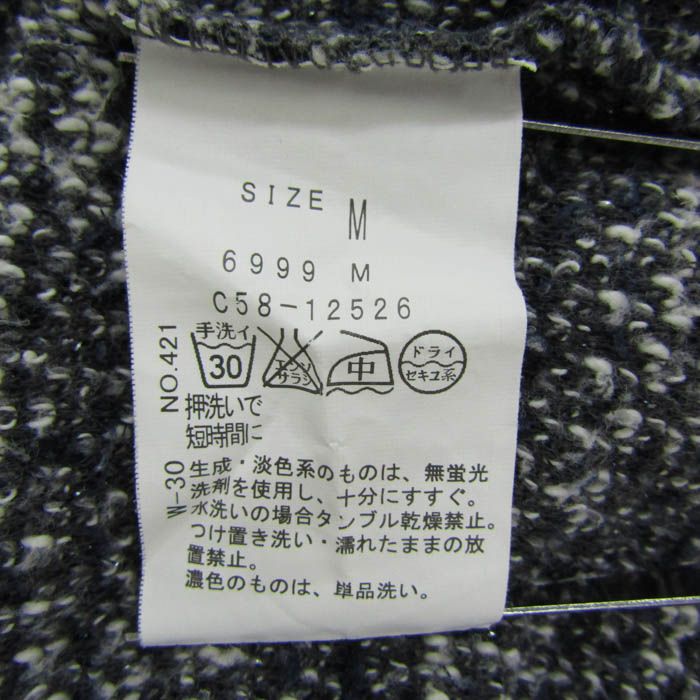 SIZE M
6999 M
C58-12526
NO.421
手洗イ
30
エンソ
サラシ
中
ドライ
セキユ系
押洗いで
短時間に
W-30
生成・淡色系のものは、無蛍光
洗剤を使用し、十分にすすぐ。
水洗いの場合タンブル乾燥禁止。
つけ置き洗い・濡れたままの放
置禁止。
濃色のものは、単品洗い。